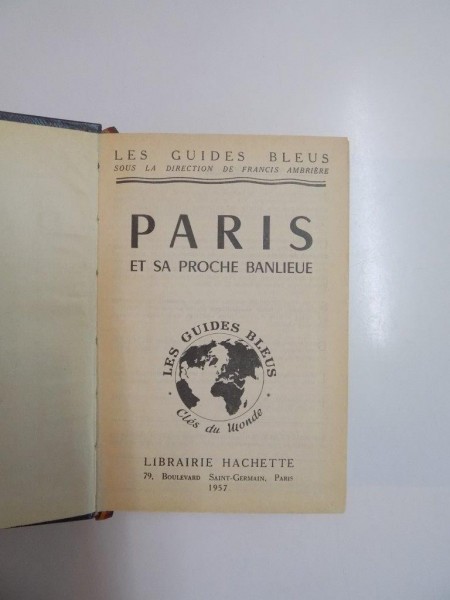 LES GUIDES BLEUS
SOUS LA DIRECTION DE FRANCIS AMBRIÈRE
PARIS
ET SA PROCHE BANLIEUE
LES GUIDES BLEUS
Clés du Monde
LIBRAIRIE HACHETTE
79, BOULEVARD SAINT-GERMAIN, PARIS
1957